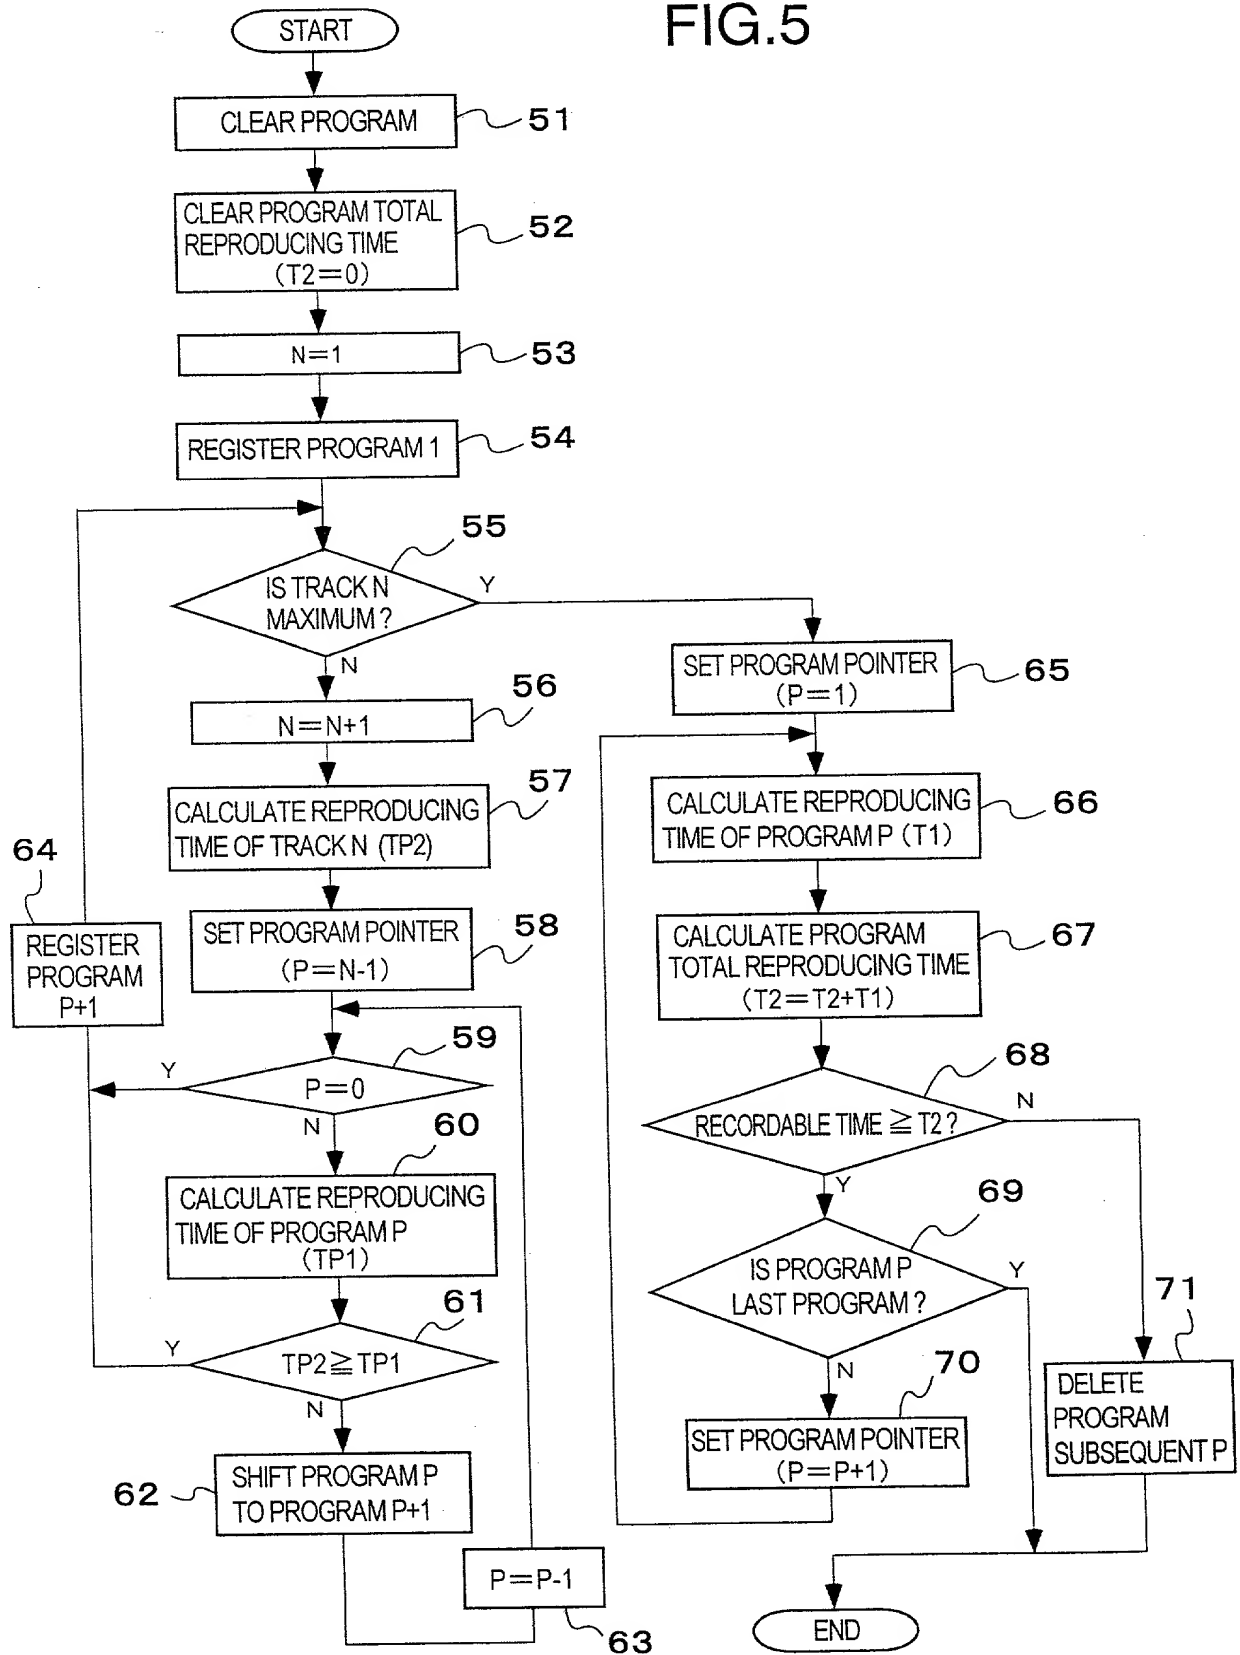 FIG.5
START
CLEAR PROGRAM
51
CLEAR PROGRAM TOTAL
REPRODUCING TIME
(T2=0)
52
N=1
53
REGISTER PROGRAM 1
54
55
IS TRACK N
MAXIMUM?
Y
N
N=N+1
56
CALCULATE REPRODUCING
TIME OF TRACK N (TP2)
57
SET PROGRAM POINTER
(P=N-1)
58
P=0
59
Y
N
CALCULATE REPRODUCING
TIME OF PROGRAM P
(TP1)
60
TP2≧TP1
61
Y
N
SHIFT PROGRAM P
TO PROGRAM P+1
62
P=P-1
63
64
REGISTER
PROGRAM
P+1
SET PROGRAM POINTER
(P=1)
65
CALCULATE REPRODUCING
TIME OF PROGRAM P (T1)
66
CALCULATE PROGRAM
TOTAL REPRODUCING TIME
(T2=T2+T1)
67
RECORDABLE TIME ≧ T2?
68
N
Y
IS PROGRAM P
LAST PROGRAM?
69
Y
N
SET PROGRAM POINTER
(P=P+1)
70
71
DELETE
PROGRAM
SUBSEQUENT P
END